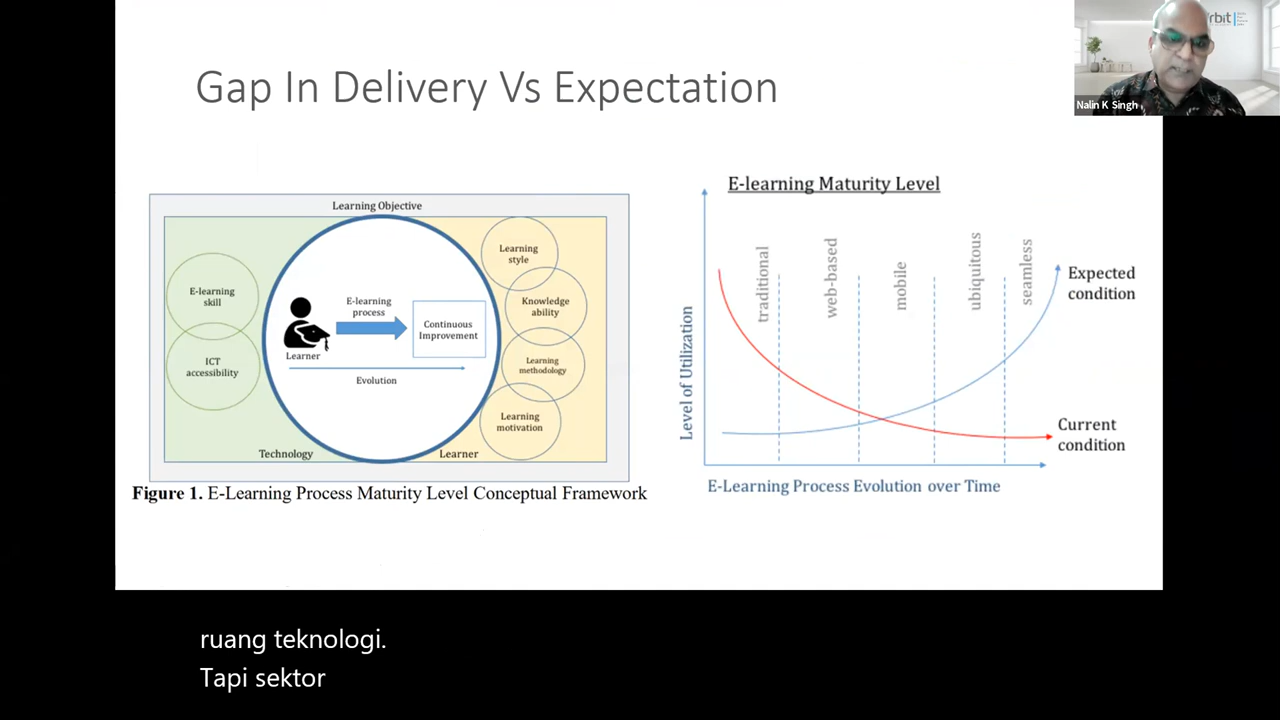 Gap In Delivery Vs Expectation
rbit
Nalin K Singh
Learning Objective
E-learning
skill
ICT
accessibility
Technology
E-learning
process
Learner
Continuous
Improvement
Evolution
Learner
Learning
style
Knowledge
ability
Learning
methodology
Learning
motivation
Figure 1. E-Learning Process Maturity Level Conceptual Framework
E-learning Maturity Level
Level of Utilization
traditional
web-based
mobile
ubiquitous
seamless
Expected
condition
Current
condition
E-Learning Process Evolution over Time
ruang teknologi.
Tapi sektor